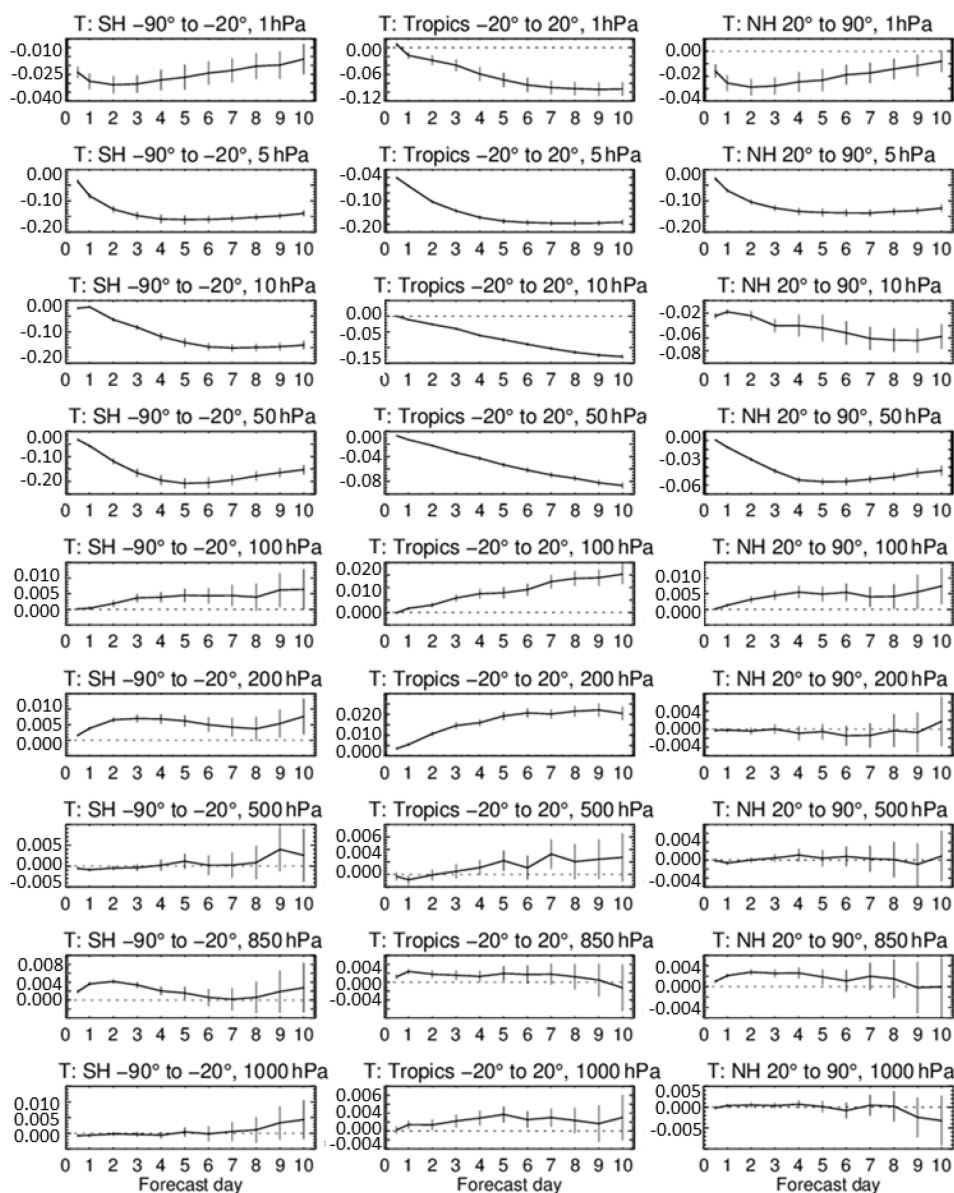 T: SH −90° to −20°, 1hPa
-0.010
-0.025
-0.040
0 1 2 3 4 5 6 7 8 9 10
T: Tropics −20° to 20°, 1hPa
0.00
-0.06
-0.12
0 1 2 3 4 5 6 7 8 9 10
T: NH 20° to 90°, 1hPa
0.00
-0.02
-0.04
0 1 2 3 4 5 6 7 8 9 10
T: SH −90° to −20°, 5 hPa
0.00
-0.10
-0.20
0 1 2 3 4 5 6 7 8 9 10
T: Tropics −20° to 20°, 5 hPa
-0.04
-0.10
-0.20
0 1 2 3 4 5 6 7 8 9 10
T: NH 20° to 90°, 5 hPa
0.00
-0.10
-0.20
0 1 2 3 4 5 6 7 8 9 10
T: SH −90° to −20°, 10 hPa
0.00
-0.10
-0.20
0 1 2 3 4 5 6 7 8 9 10
T: Tropics −20° to 20°, 10 hPa
0.00
-0.05
-0.15
0 1 2 3 4 5 6 7 8 9 10
T: NH 20° to 90°, 10 hPa
-0.02
-0.06
-0.08
0 1 2 3 4 5 6 7 8 9 10
T: SH −90° to −20°, 50 hPa
0.00
-0.10
-0.20
0 1 2 3 4 5 6 7 8 9 10
T: Tropics −20° to 20°, 50 hPa
0.00
-0.04
-0.08
0 1 2 3 4 5 6 7 8 9 10
T: NH 20° to 90°, 50 hPa
0.00
-0.03
-0.06
0 1 2 3 4 5 6 7 8 9 10
T: SH −90° to −20°, 100 hPa
0.010
0.005
0.000
0 1 2 3 4 5 6 7 8 9 10
T: Tropics −20° to 20°, 100 hPa
0.020
0.010
0.000
0 1 2 3 4 5 6 7 8 9 10
T: NH 20° to 90°, 100 hPa
0.010
0.005
0.000
0 1 2 3 4 5 6 7 8 9 10
T: SH −90° to −20°, 200 hPa
0.010
0.005
0.000
0 1 2 3 4 5 6 7 8 9 10
T: Tropics −20° to 20°, 200 hPa
0.020
0.010
0.000
0 1 2 3 4 5 6 7 8 9 10
T: NH 20° to 90°, 200 hPa
0.004
0.000
-0.004
0 1 2 3 4 5 6 7 8 9 10
T: SH −90° to −20°, 500 hPa
0.005
0.000
-0.005
0 1 2 3 4 5 6 7 8 9 10
T: Tropics −20° to 20°, 500 hPa
0.006
0.004
0.000
0 1 2 3 4 5 6 7 8 9 10
T: NH 20° to 90°, 500 hPa
0.004
0.000
-0.004
0 1 2 3 4 5 6 7 8 9 10
T: SH −90° to −20°, 850 hPa
0.008
0.004
0.000
0 1 2 3 4 5 6 7 8 9 10
T: Tropics −20° to 20°, 850 hPa
0.004
0.000
-0.004
0 1 2 3 4 5 6 7 8 9 10
T: NH 20° to 90°, 850 hPa
0.004
0.000
-0.004
0 1 2 3 4 5 6 7 8 9 10
T: SH −90° to −20°, 1000 hPa
0.010
0.005
0.000
0 1 2 3 4 5 6 7 8 9 10
Forecast day
T: Tropics −20° to 20°, 1000 hPa
0.006
0.004
0.000
-0.004
0 1 2 3 4 5 6 7 8 9 10
Forecast day
T: NH 20° to 90°, 1000 hPa
0.005
0.000
-0.005
0 1 2 3 4 5 6 7 8 9 10
Forecast day